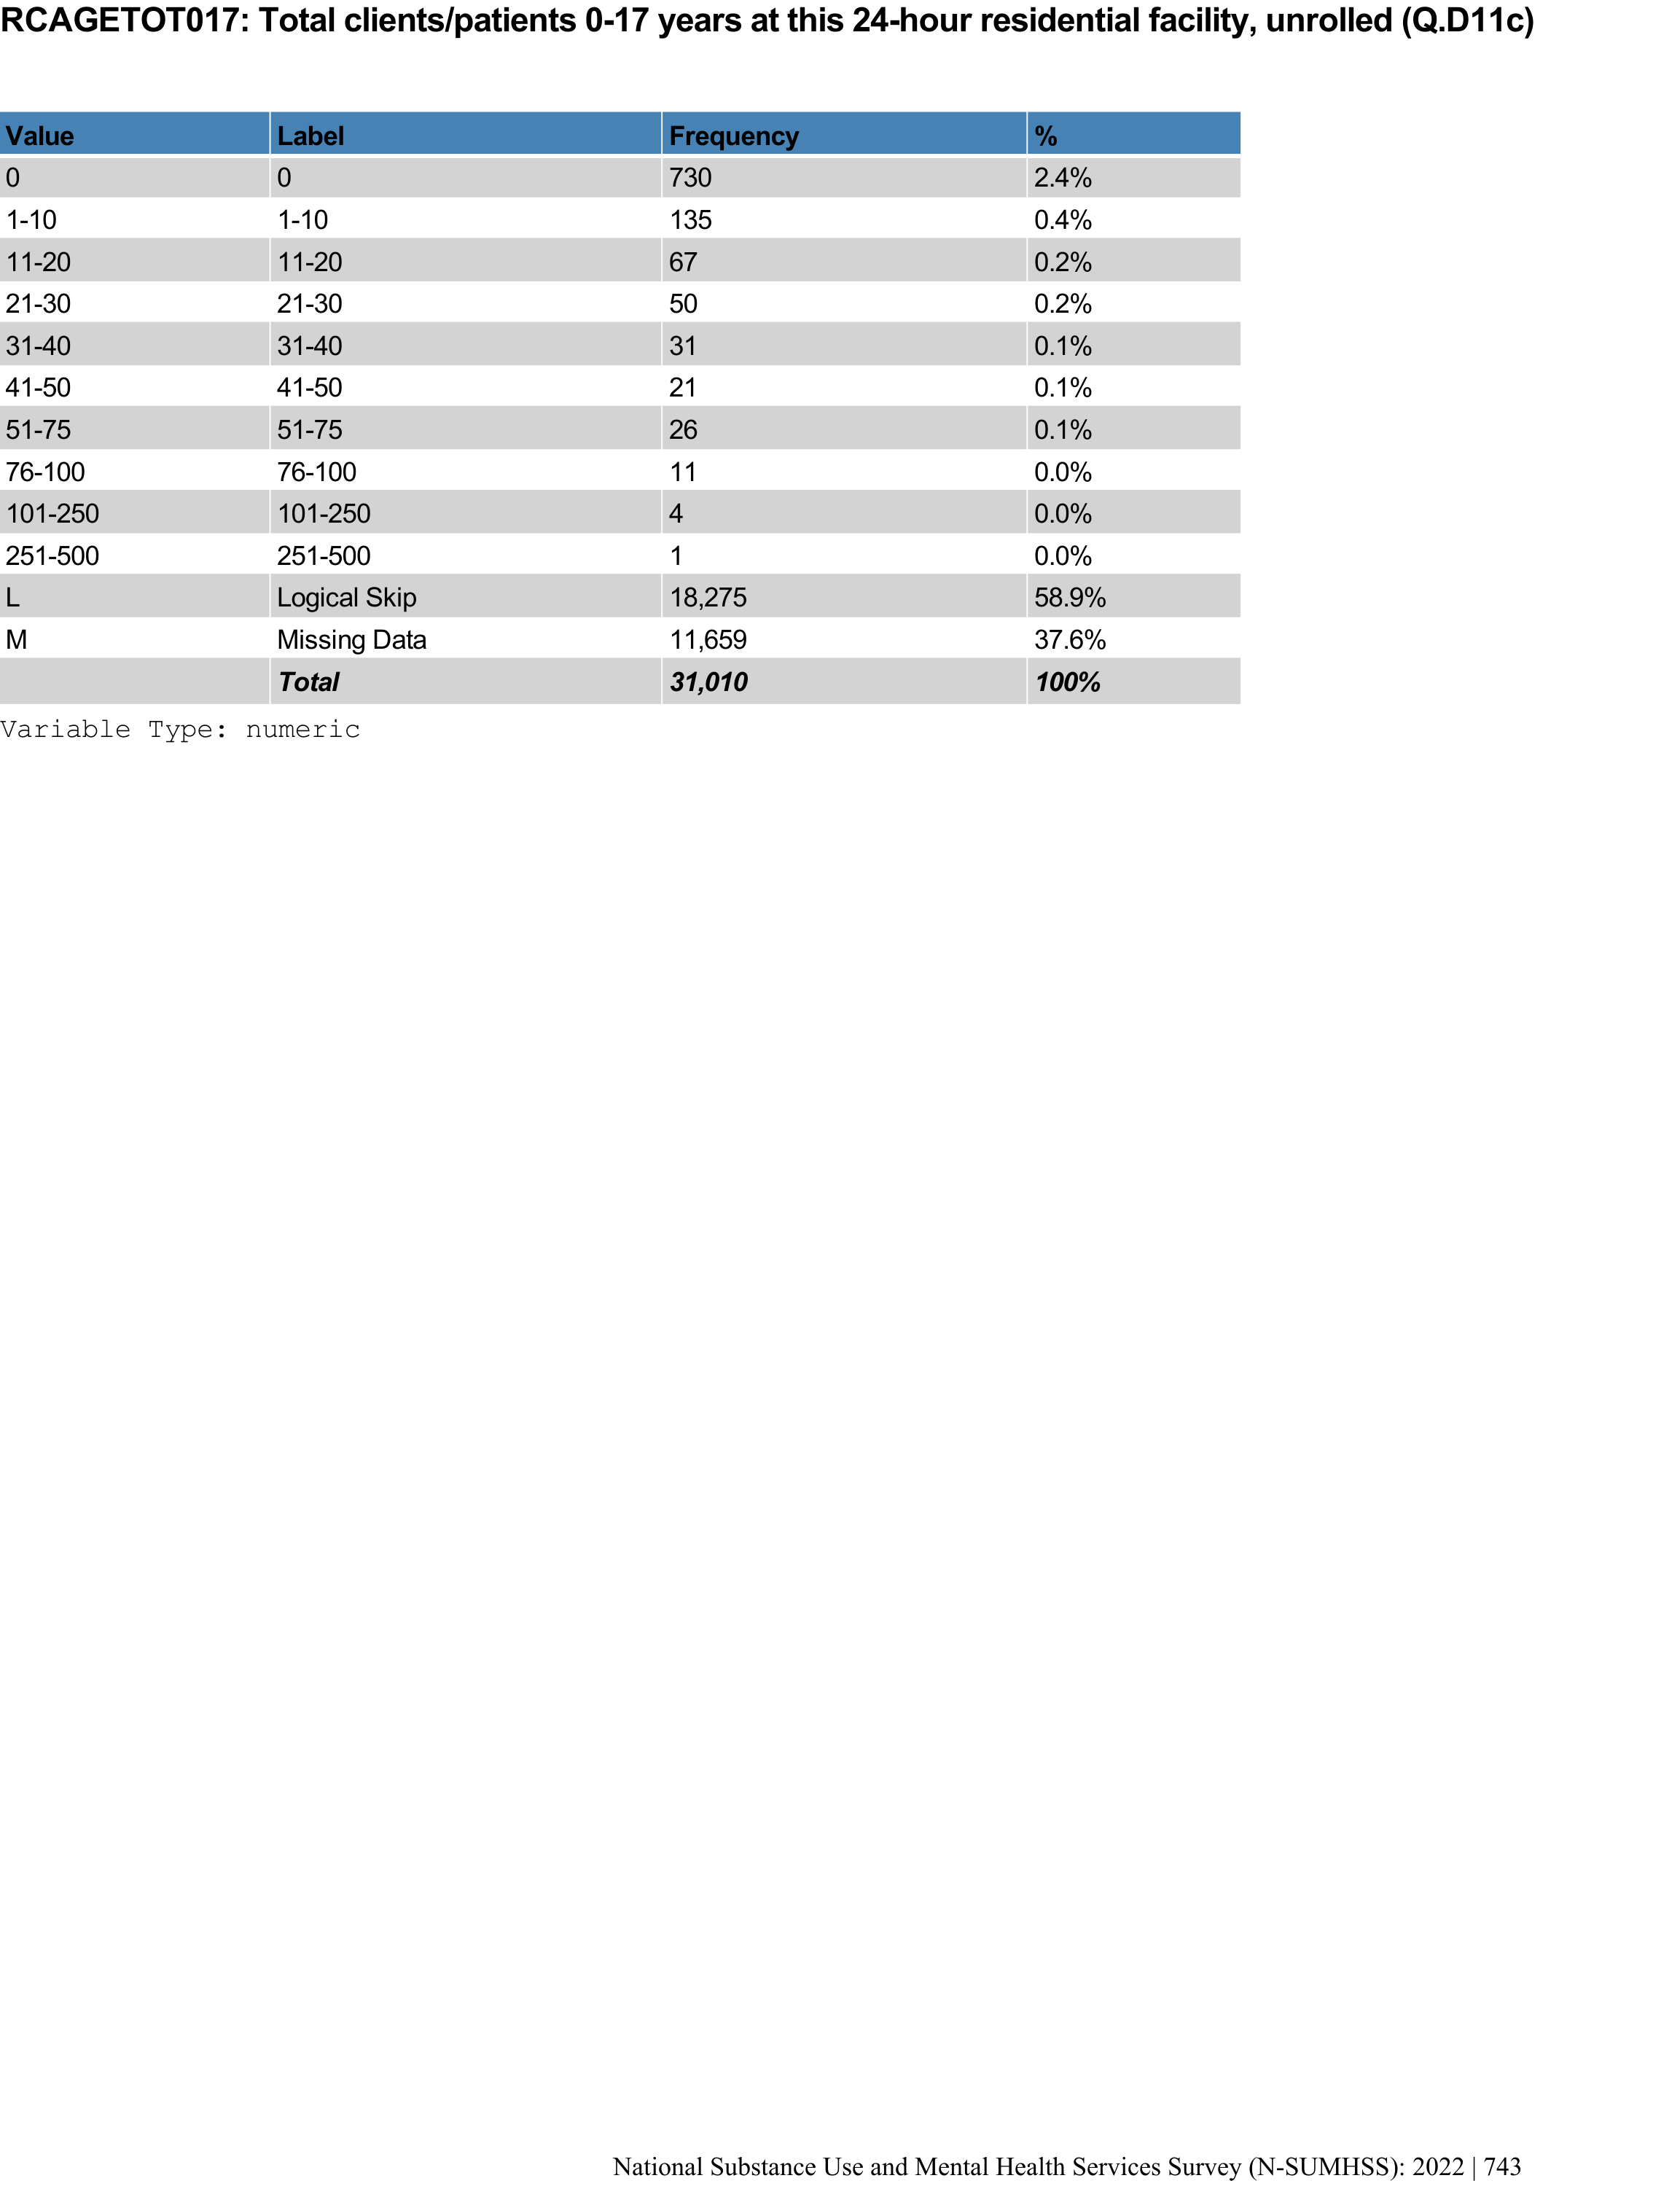 RCAGETOT017: Total clients/patients 0-17 years at this 24-hour residential facility, unrolled (Q.D11c)
Value Label Frequency %
0 0 730 2.4%
1-10 1-10 135 0.4%
11-20 11-20 67 0.2%
21-30 21-30 50 0.2%
31-40 31-40 31 0.1%
41-50 41-50 21 0.1%
51-75 51-75 26 0.1%
76-100 76-100 11 0.0%
101-250 101-250 4 0.0%
251-500 251-500 1 0.0%
L Logical Skip 18,275 58.9%
M Missing Data 11,659 37.6%
Total 31,010 100%
Variable Type: numeric
National Substance Use and Mental Health Services Survey (N-SUMHSS): 2022 | 743